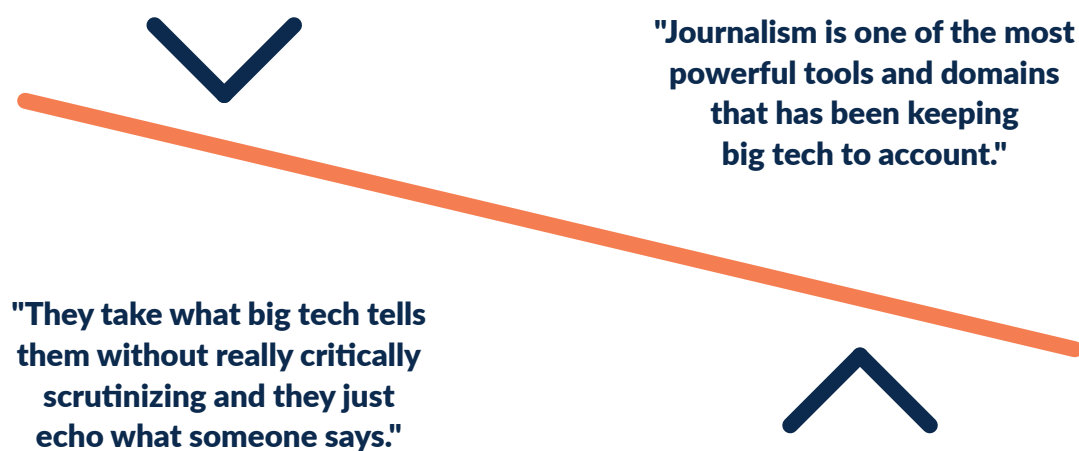 "Journalism is one of the most
powerful tools and domains
that has been keeping
big tech to account."
"They take what big tech tells
them without really critically
scrutinizing and they just
echo what someone says."